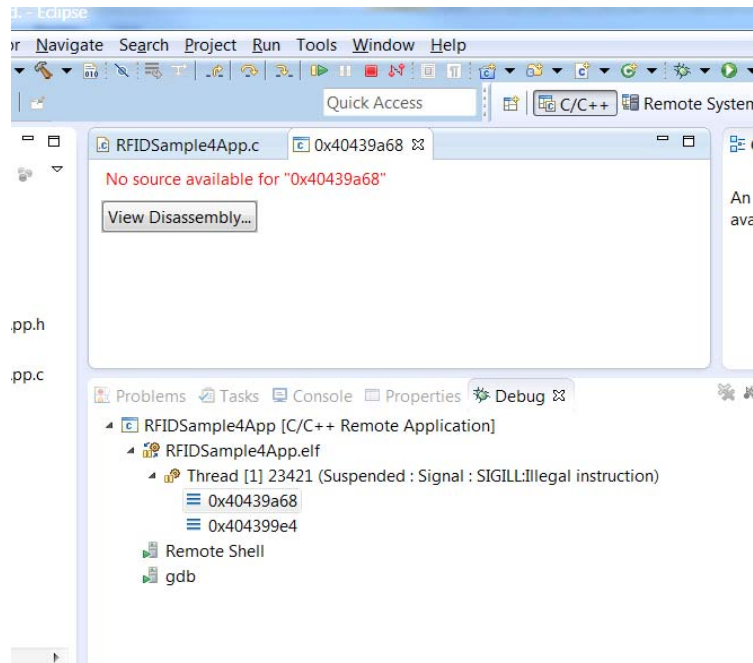 d. - Eclipse
or Navigate Search Project Run Tools Window Help
Quick Access
C/C++ Remote System
RFIDSample4App.c 0x40439a68
No source available for "0x40439a68"
View Disassembly...
An
ava
pp.h
pp.c
Problems Tasks Console Properties Debug
RFIDSample4App [C/C++ Remote Application]
RFIDSample4App.elf
Thread [1] 23421 (Suspended : Signal : SIGILL:Illegal instruction)
0x40439a68
0x404399e4
Remote Shell
gdb